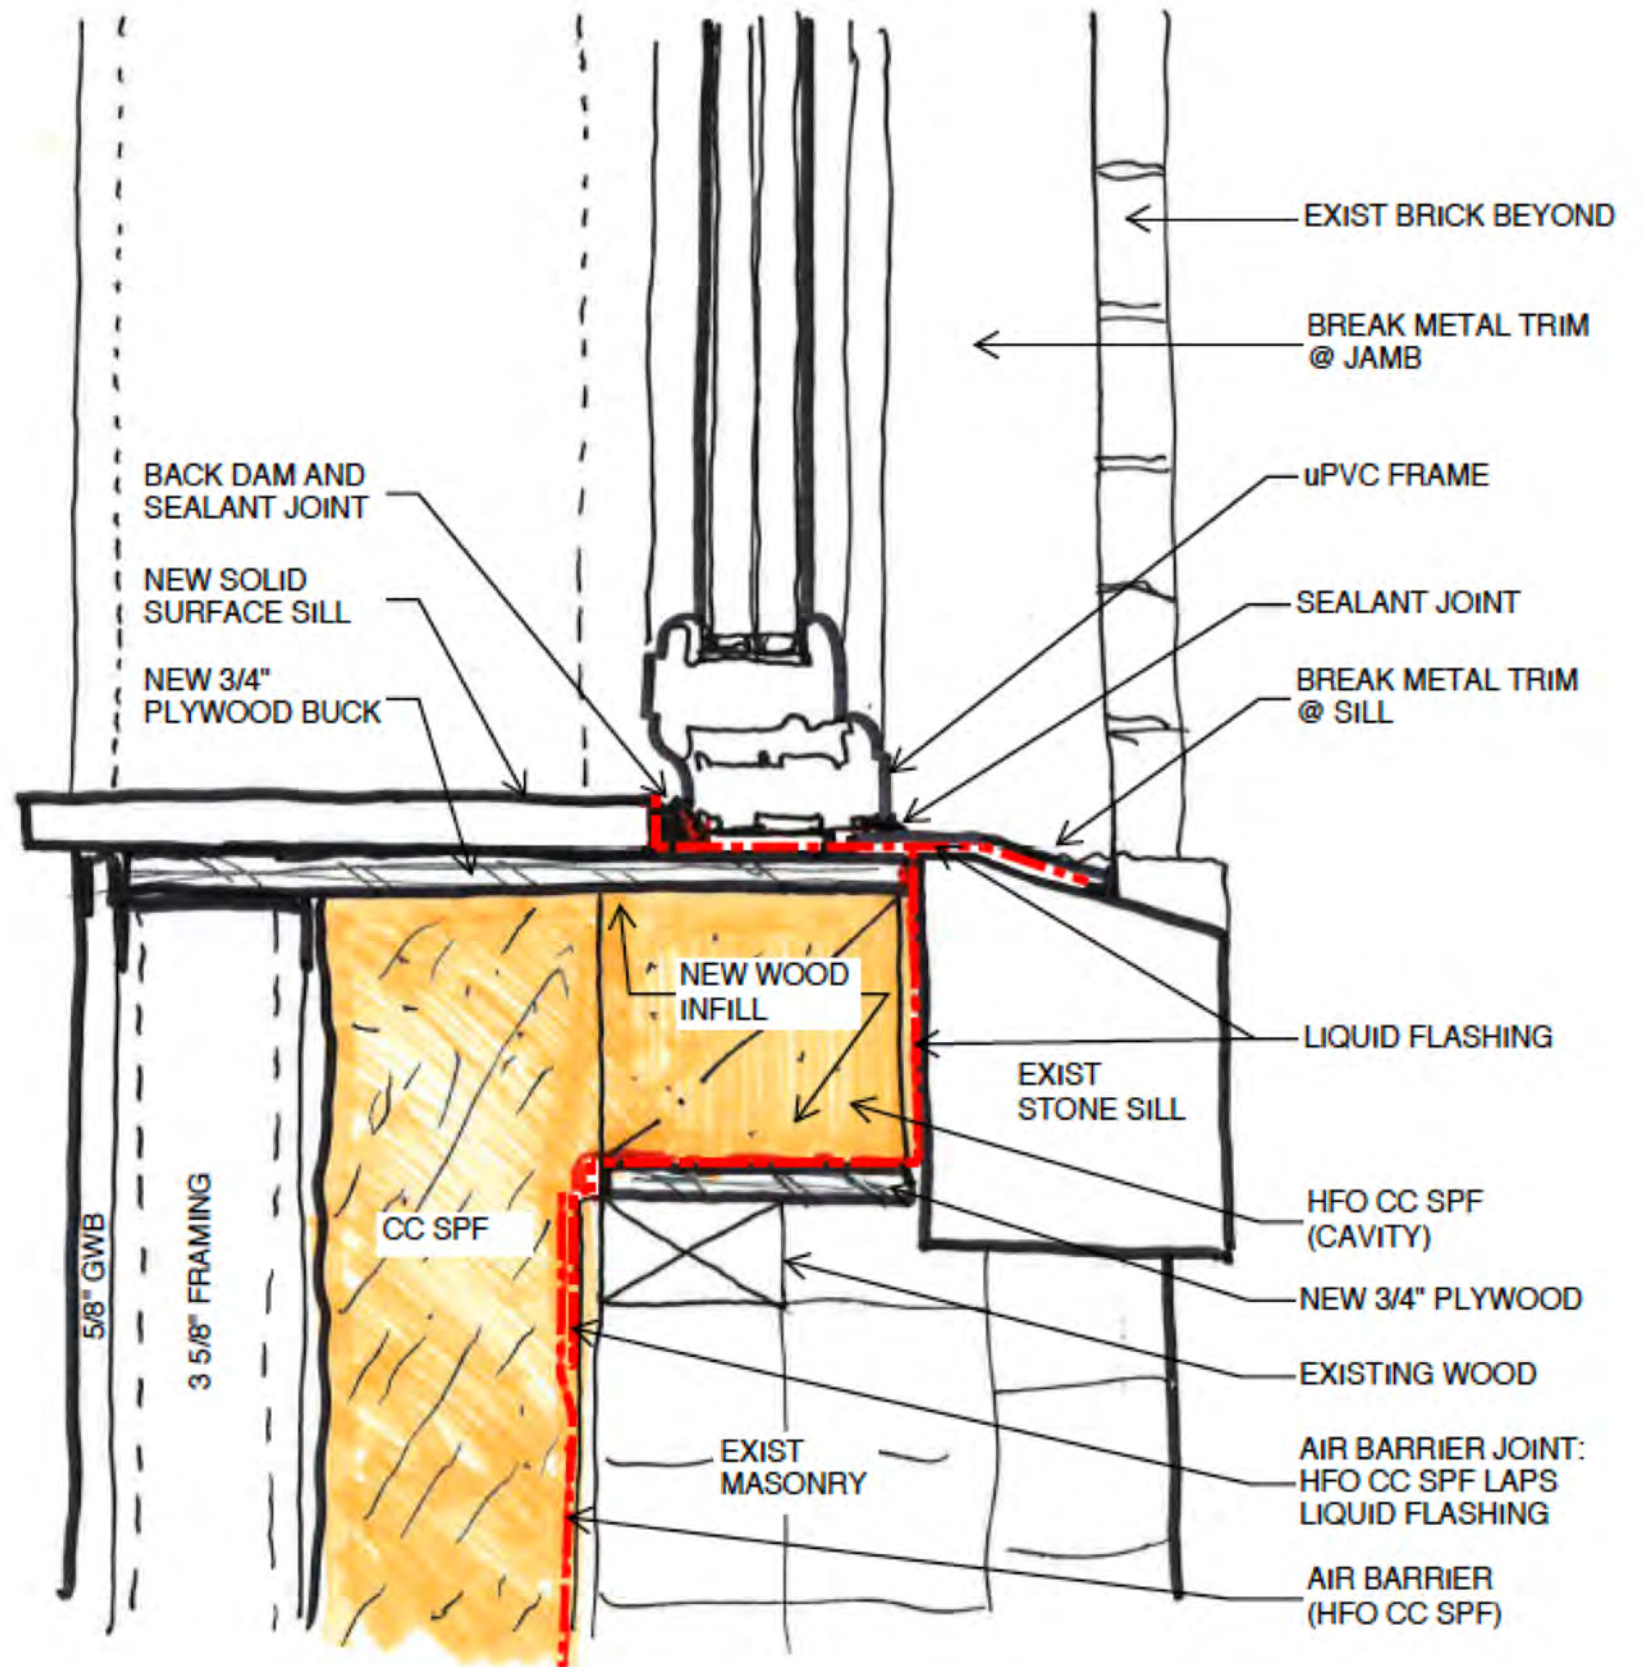 EXIST BRICK BEYOND
BREAK METAL TRIM
@ JAMB
BACK DAM AND
SEALANT JOINT
uPVC FRAME
NEW SOLID
SURFACE SILL
SEALANT JOINT
NEW 3/4"
PLYWOOD BUCK
BREAK METAL TRIM
@ SILL
NEW WOOD
INFILL
LIQUID FLASHING
EXIST
STONE SILL
CC SPF
HFO CC SPF
(CAVITY)
5/8" GWB
3 5/8" FRAMING
NEW 3/4" PLYWOOD
EXISTING WOOD
EXIST
MASONRY
AIR BARRIER JOINT:
HFO CC SPF LAPS
LIQUID FLASHING
AIR BARRIER
(HFO CC SPF)